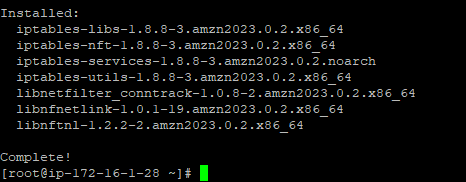 Installed:
iptables-libs-1.8.8-3.amzn2023.0.2.x86_64
iptables-nft-1.8.8-3.amzn2023.0.2.x86_64
iptables-services-1.8.8-3.amzn2023.0.2.noarch
iptables-utils-1.8.8-3.amzn2023.0.2.x86_64
libnetfilter_conntrack-1.0.8-2.amzn2023.0.2.x86_64
libnfnetlink-1.0.1-19.amzn2023.0.2.x86_64
libnftnl-1.2.2-2.amzn2023.0.2.x86_64
Complete!
[root@ip-172-16-1-28 ~]#